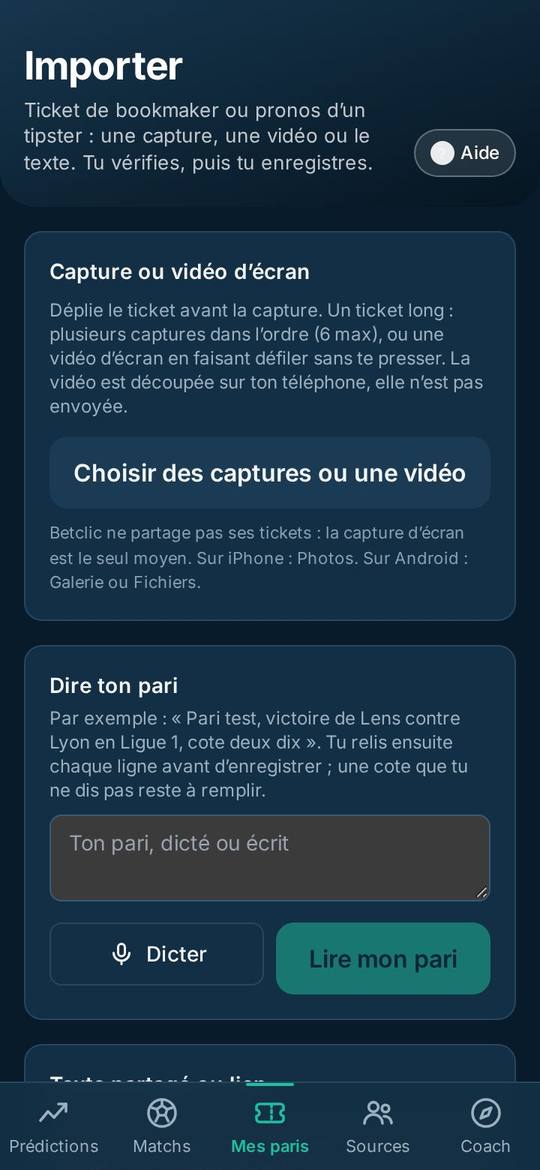 Importer
Ticket de bookmaker ou pronos d’un
tipster : une capture, une vidéo ou le
texte. Tu vérifies, puis tu enregistres.
Aide
Capture ou vidéo d’écran
Déplie le ticket avant la capture. Un ticket long :
plusieurs captures dans l’ordre (6 max), ou une
vidéo d’écran en faisant défiler sans te presser. La
vidéo est découpée sur ton téléphone, elle n’est pas
envoyée.
Choisir des captures ou une vidéo
Betclic ne partage pas ses tickets : la capture d’écran
est le seul moyen. Sur iPhone : Photos. Sur Android :
Galerie ou Fichiers.
Dire ton pari
Par exemple : « Pari test, victoire de Lens contre
Lyon en Ligue 1, cote deux dix ». Tu relis ensuite
chaque ligne avant d’enregistrer ; une cote que tu
ne dis pas reste à remplir.
Ton pari, dicté ou écrit
Dicter
Lire mon pari
Texte partagé ou lien
Prédictions
Matchs
Mes paris
Sources
Coach